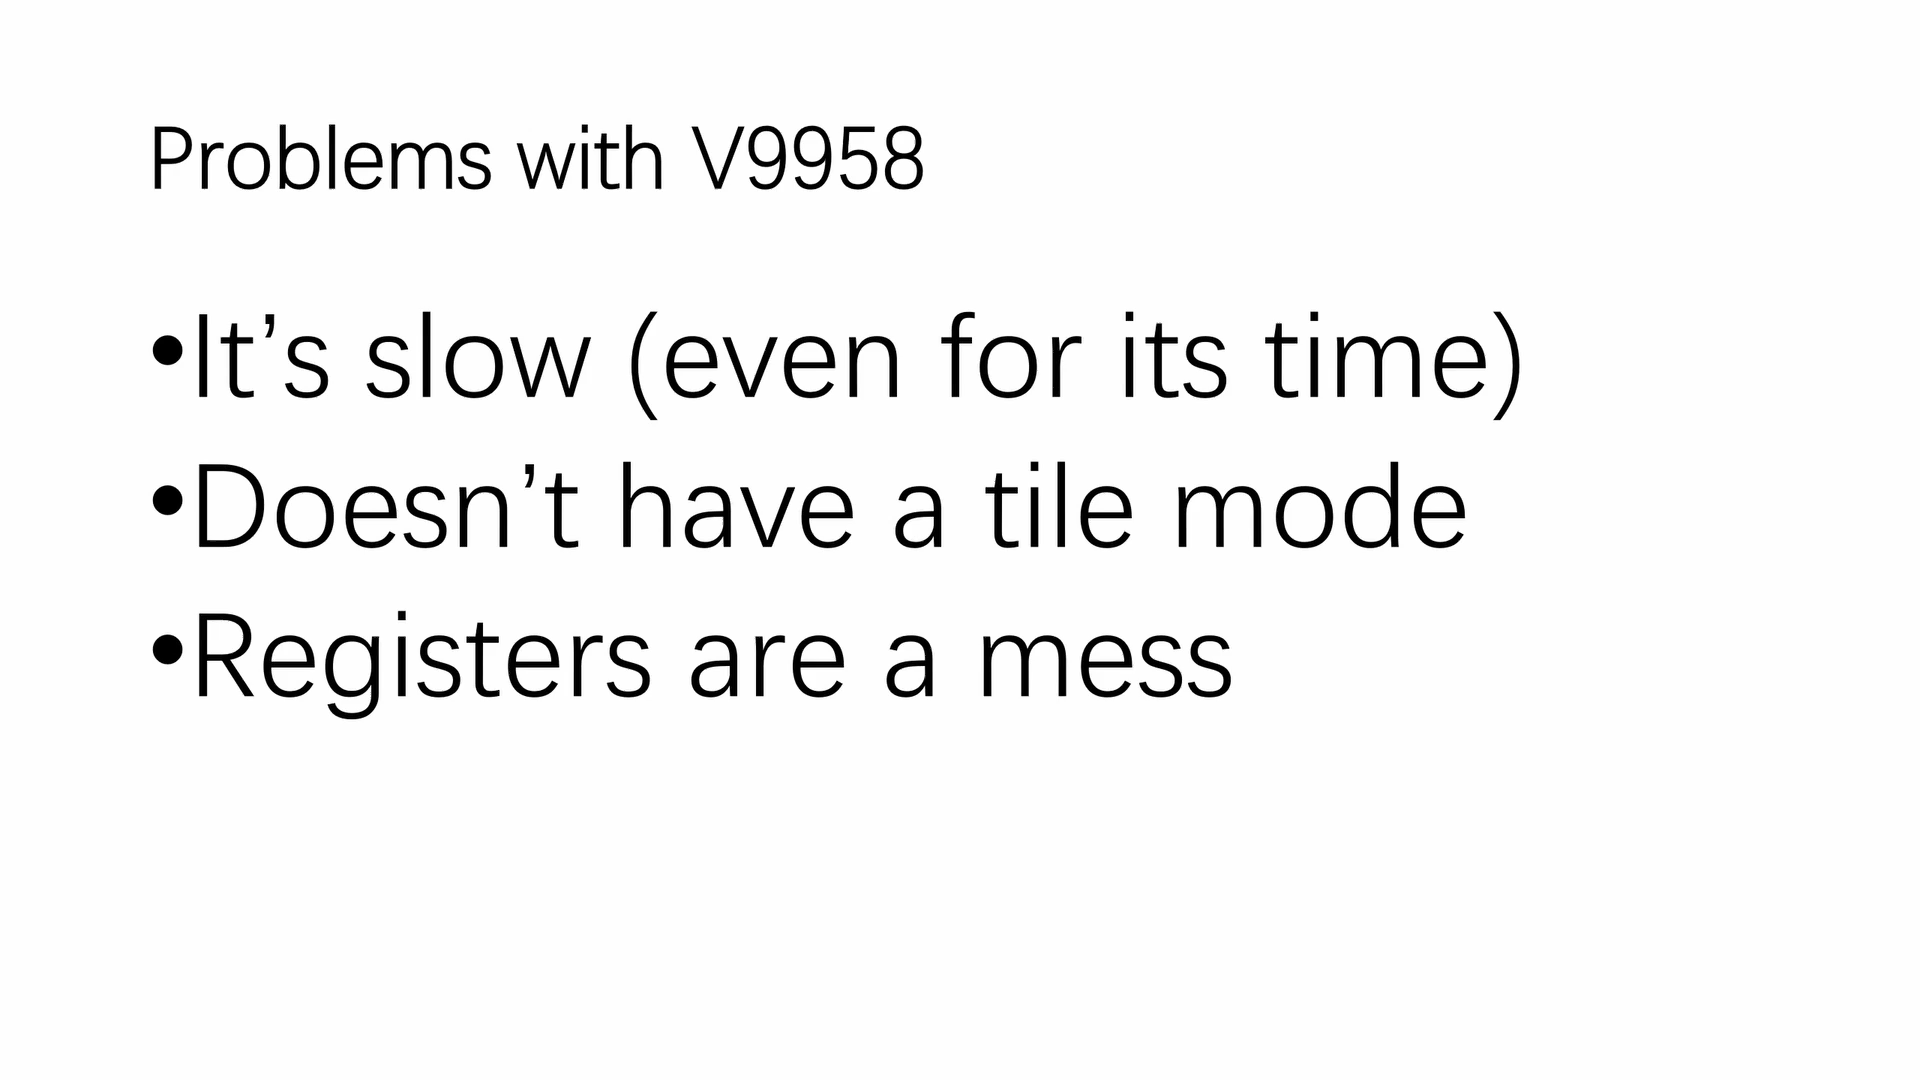 Problems with V9958
•It’s slow (even for its time)
•Doesn’t have a tile mode
•Registers are a mess